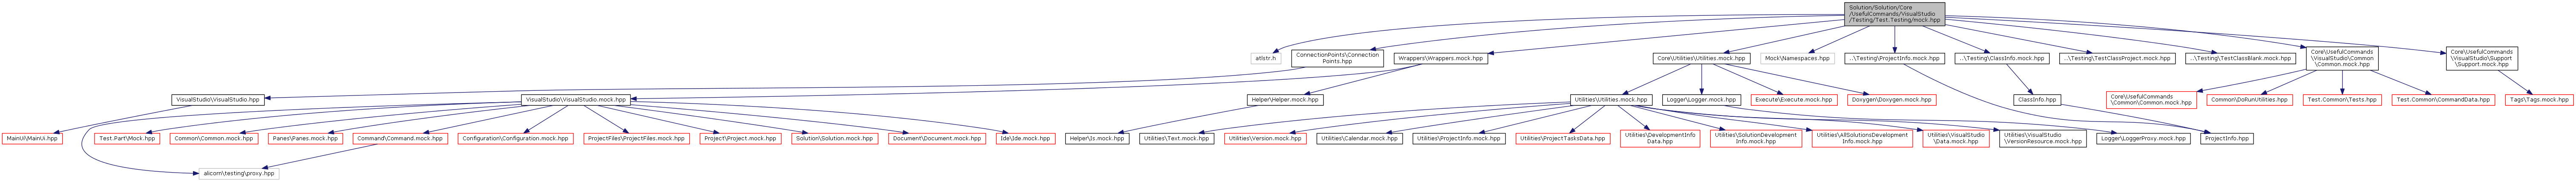 Solution/Solution/Core
/UsefulCommands/VisualStudio
/Testing/Test.Testing/mock.hpp
atlstr.h
ConnectionPoints\Connection
Points.hpp
Wrappers\Wrappers.mock.hpp
Core\Utilities\Utilities.mock.hpp
Mock\Namespaces.hpp
...\Testing\ProjectInfo.mock.hpp
...\Testing\ClassInfo.mock.hpp
...\Testing\TestClassProject.mock.hpp
...\Testing\TestClassBlank.mock.hpp
Core\UsefulCommands
\VisualStudio\Common
\Common.mock.hpp
Core\UsefulCommands
\VisualStudio\Support
\Support.mock.hpp
VisualStudio\VisualStudio.hpp
VisualStudio\VisualStudio.mock.hpp
Helper\Helper.mock.hpp
Utilities\Utilities.mock.hpp
Logger\Logger.mock.hpp
Execute\Execute.mock.hpp
Doxygen\Doxygen.mock.hpp
ClassInfo.hpp
Core\UsefulCommands
\Common\Common.mock.hpp
Common\DoRun\Utilities.hpp
Test.Common\Tests.hpp
Test.Common\CommandData.hpp
Tags\Tags.mock.hpp
MainUi\MainUi.hpp
Test.Part\Mock.hpp
Common\Common.mock.hpp
Panes\Panes.mock.hpp
Command\Command.mock.hpp
Configuration\Configuration.mock.hpp
ProjectFiles\ProjectFiles.mock.hpp
Project\Project.mock.hpp
Solution\Solution.mock.hpp
Document\Document.mock.hpp
Ide\Ide.mock.hpp
Helper\Is.mock.hpp
Utilities\Text.mock.hpp
Utilities\Version.mock.hpp
Utilities\Calendar.mock.hpp
Utilities\ProjectInfo.mock.hpp
Utilities\ProjectTasksData.hpp
Utilities\DevelopmentInfo
Data.mock.hpp
Utilities\SolutionDevelopment
Info.mock.hpp
Utilities\AllSolutionsDevelopment
Info.mock.hpp
Utilities\VisualStudio
\Data.mock.hpp
Utilities\VisualStudio
\VersionResource.mock.hpp
Logger\LoggerProxy.mock.hpp
ProjectInfo.hpp
alicorn\testing\proxy.hpp